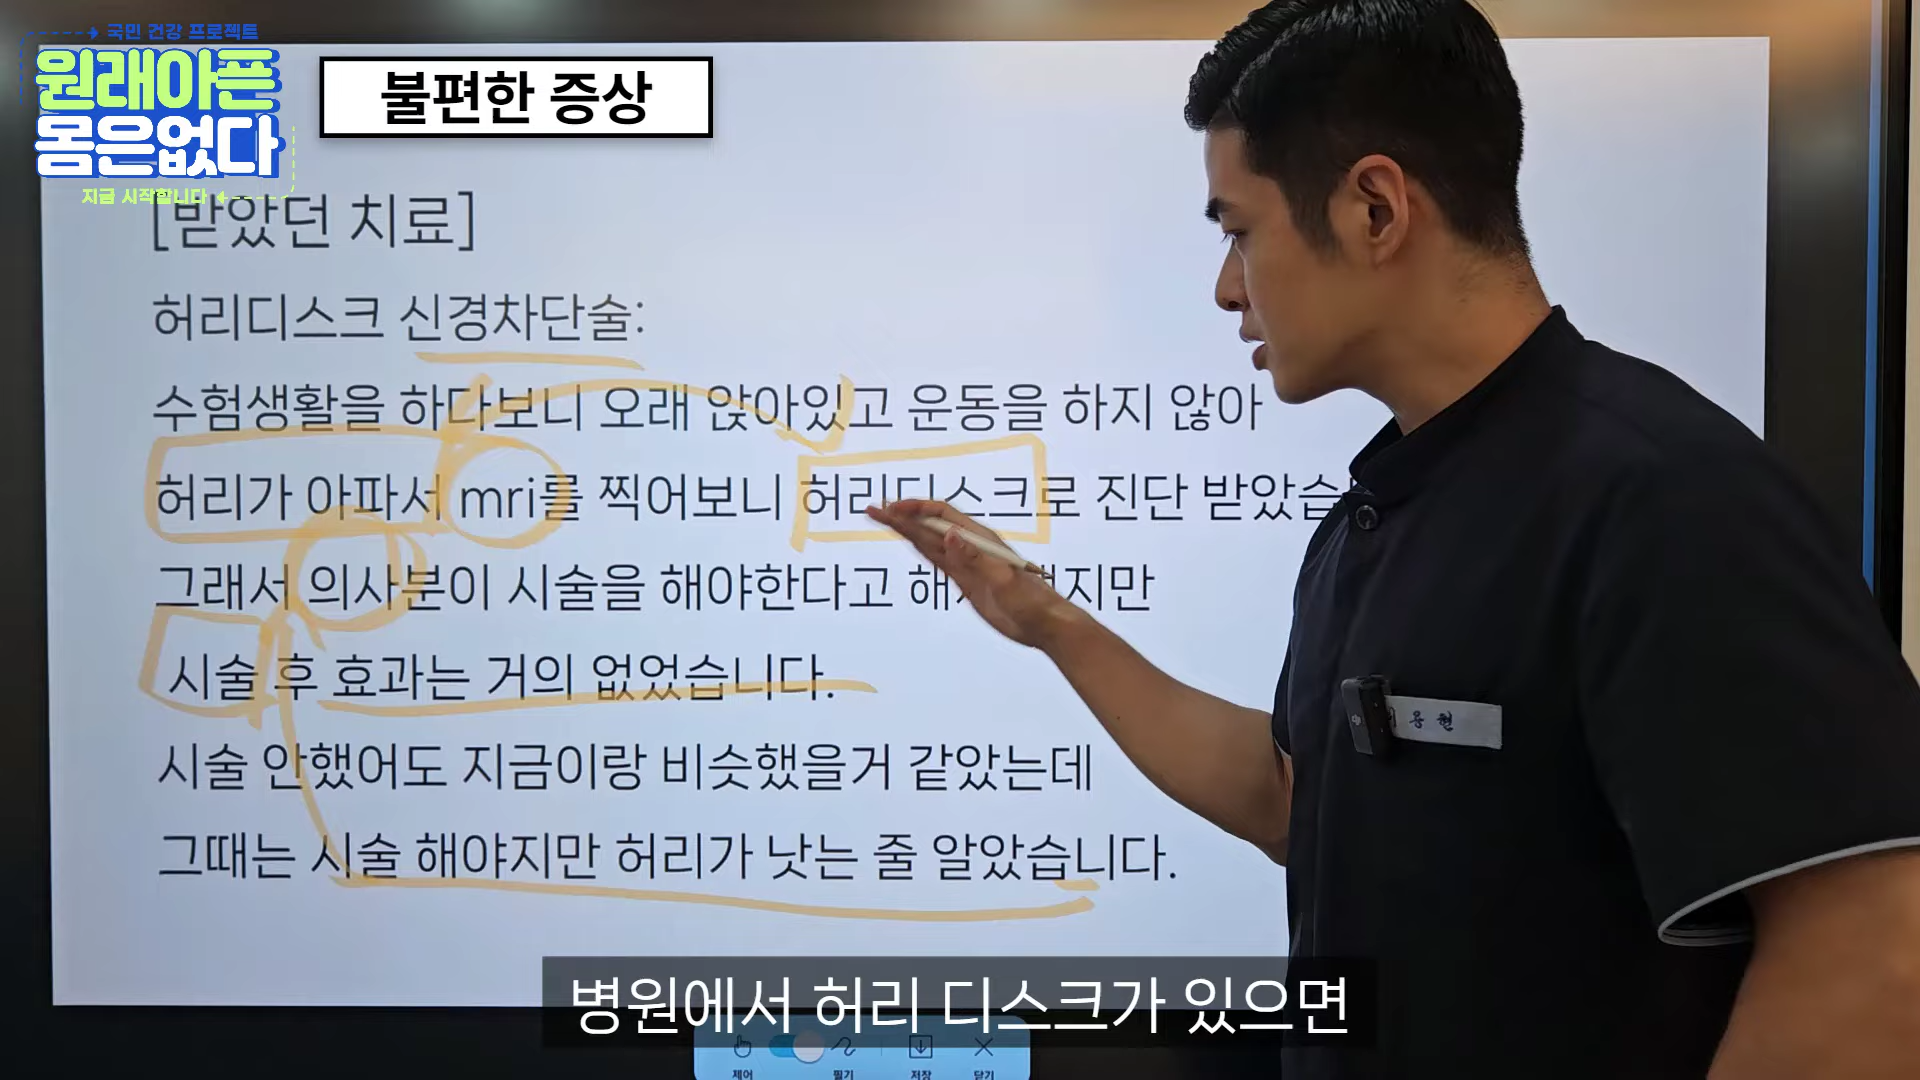 국민 건강 프로젝트
원래아픈
몸은없다
지금 시작합니다
불편한 증상
[받았던 치료]
허리디스크 신경차단술:
수험생활을 하다보니 오래 앉아있고 운동을 하지 않아
허리가 아파서 mri를 찍어보니 허리디스크로 진단 받았습
그래서 의사분이 시술을 해야한다고 해서 했지만
시술 후 효과는 거의 없었습니다.
시술 안했어도 지금이랑 비슷했을거 같았는데
그때는 시술 해야지만 허리가 낫는 줄 알았습니다.
용현
병원에서 허리 디스크가 있으면
제어 필기 저장 닫기